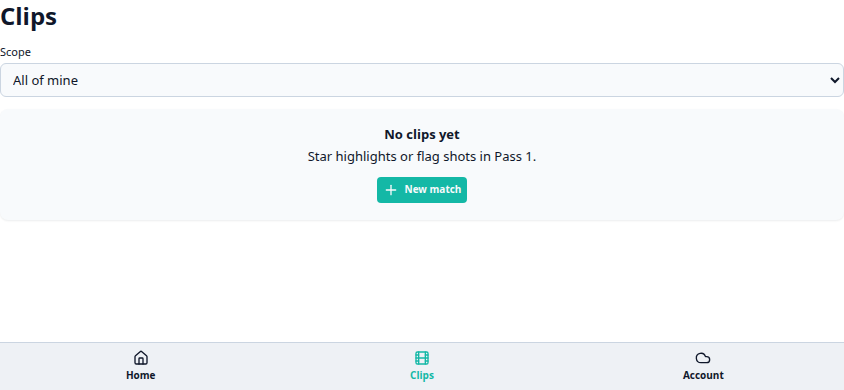 Clips
Scope
All of mine
No clips yet
Star highlights or flag shots in Pass 1.
New match
Home
Clips
Account